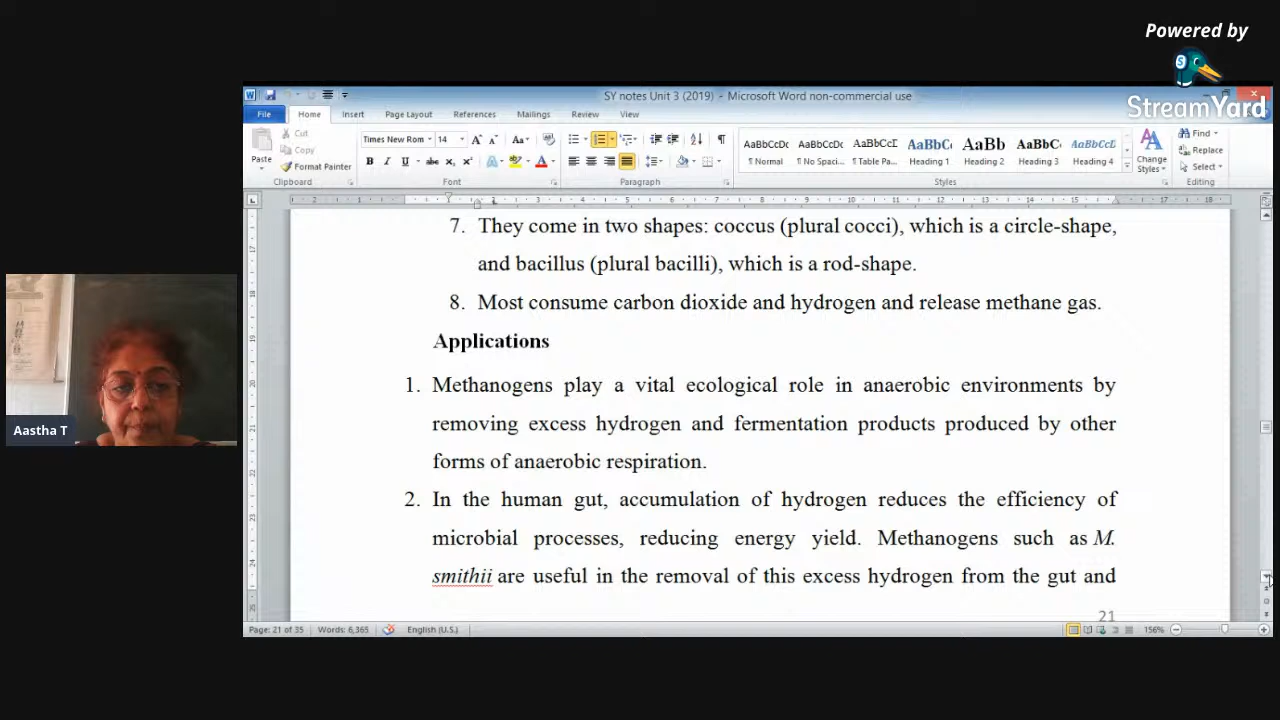 Powered by
StreamYard
SY notes Unit 3 (2019) - Microsoft Word non-commercial use
File Home Insert Page Layout References Mailings Review View
Paste
Cut
Copy
Format Painter
Clipboard
Times New Rom 14
Font
Paragraph
AaBbCcDc AaBbCcDc AaBbCcD AaBbC AaBb AaBbC AaBbCcD
¶ Normal ¶ No Spaci... ¶ Table Pa... Heading 1 Heading 2 Heading 3 Heading 4
Change
Styles
Styles
Find
Replace
Select
Editing
7. They come in two shapes: coccus (plural cocci), which is a circle-shape,
and bacillus (plural bacilli), which is a rod-shape.
8. Most consume carbon dioxide and hydrogen and release methane gas.
Applications
1. Methanogens play a vital ecological role in anaerobic environments by
removing excess hydrogen and fermentation products produced by other
forms of anaerobic respiration.
2. In the human gut, accumulation of hydrogen reduces the efficiency of
microbial processes, reducing energy yield. Methanogens such as M.
smithii are useful in the removal of this excess hydrogen from the gut and
21
Aastha T
Page: 21 of 35 Words: 6,365 English (U.S.) 156%